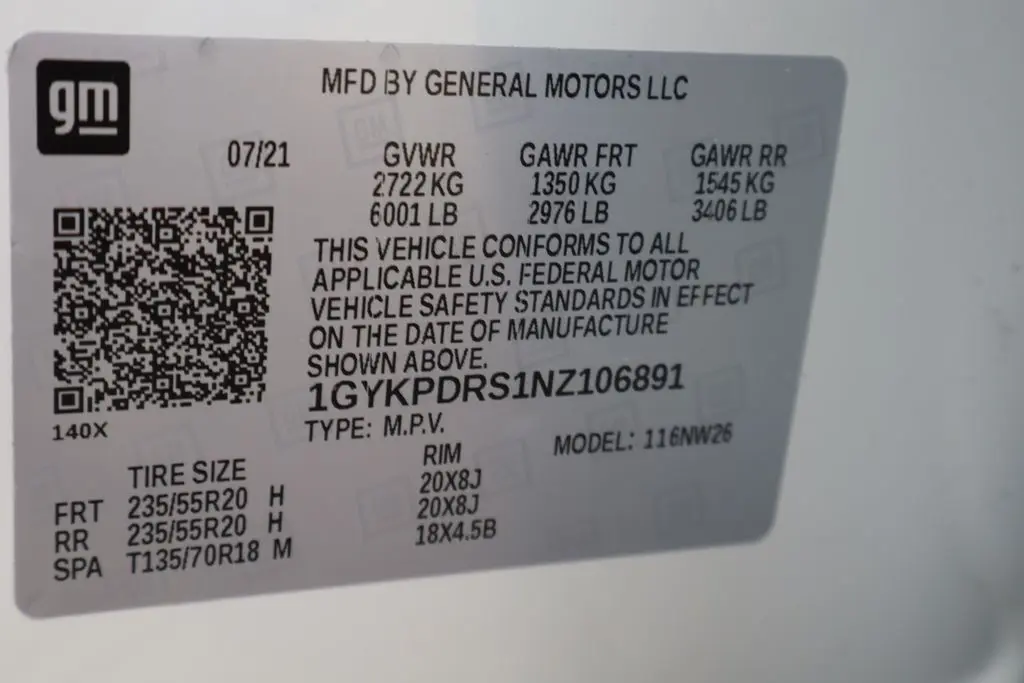 gm
MFD BY GENERAL MOTORS LLC
07/21 GVWR GAWR FRT GAWR RR
2722 KG 1350 KG 1545 KG
6001 LB 2976 LB 3406 LB
THIS VEHICLE CONFORMS TO ALL
APPLICABLE U.S. FEDERAL MOTOR
VEHICLE SAFETY STANDARDS IN EFFECT
ON THE DATE OF MANUFACTURE
SHOWN ABOVE.
1GYKPDRS1NZ106891
140X
TYPE: M.P.V. MODEL: 116NW26
TIRE SIZE RIM
FRT 235/55R20 H 20X8J
RR 235/55R20 H 20X8J
SPA T135/70R18 M 18X4.5B